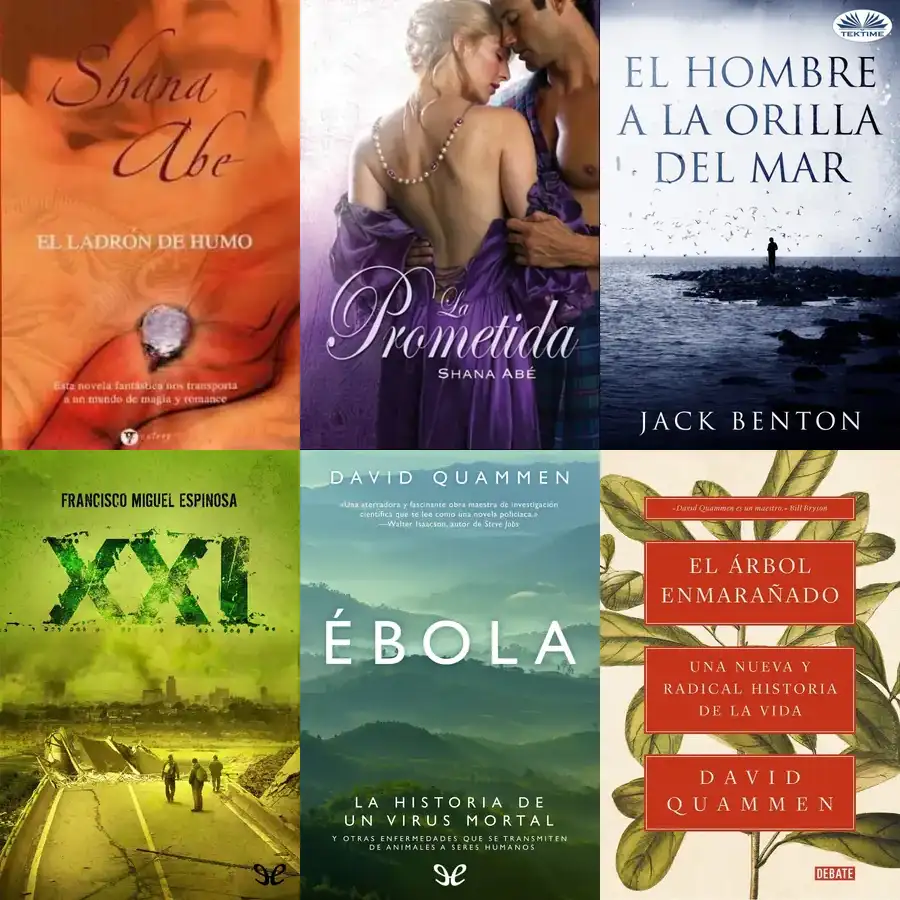 Shana
Abe
EL LADRÓN DE HUMO
Esta novela fantástica nos transporta
a un mundo de magia y romance
La
Prometida
SHANA ABÉ
TEKTIME
EL HOMBRE
A LA ORILLA
DEL MAR
JACK BENTON
FRANCISCO MIGUEL ESPINOSA
XXI
DAVID QUAMMEN
«Una aterradora y fascinante obra maestra de investigación
científica que se lee como una novela policiaca.»
—Walter Isaacson, autor de Steve Jobs
ÉBOLA
LA HISTORIA DE
UN VIRUS MORTAL
Y OTRAS ENFERMEDADES QUE SE TRANSMITEN
DE ANIMALES A SERES HUMANOS
«David Quammen es un maestro.» Bill Bryson
EL ÁRBOL
ENMARAÑADO
UNA NUEVA Y
RADICAL HISTORIA
DE LA VIDA
DAVID
QUAMMEN
DEBATE